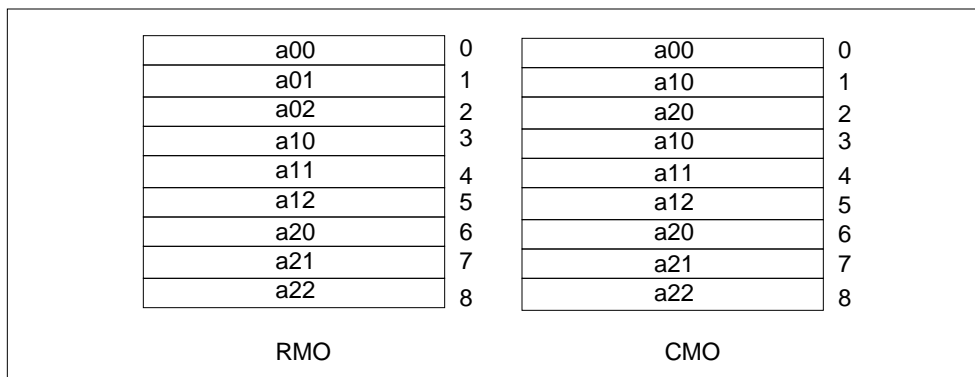 a00 0 a00 0
a01 1 a10 1
a02 2 a20 2
a10 3 a10 3
a11 4 a11 4
a12 5 a12 5
a20 6 a20 6
a21 7 a21 7
a22 8 a22 8
RMO CMO